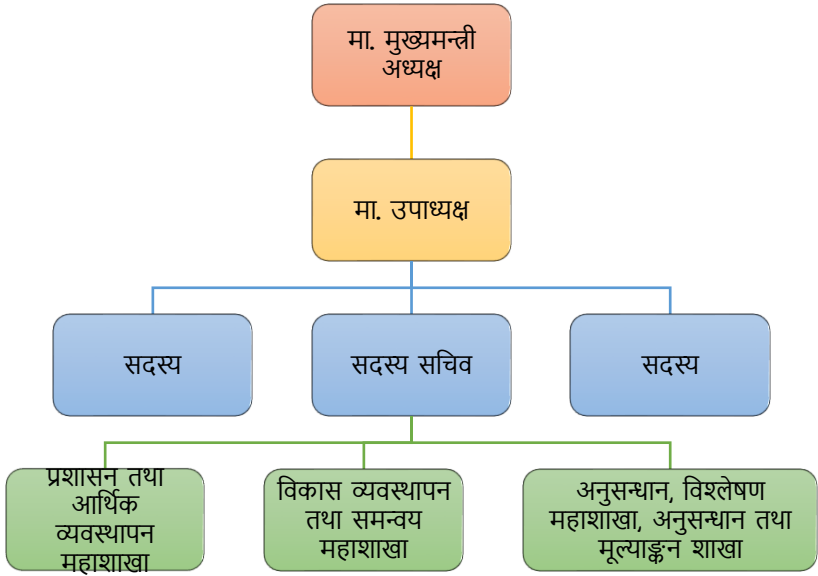 मा. मुख्यमन्त्री
अध्यक्ष
मा. उपाध्यक्ष
सदस्य
सदस्य सचिव
सदस्य
प्रशासन तथा
आर्थिक
व्यवस्थापन
महाशाखा
विकास व्यवस्थापन
तथा समन्वय
महाशाखा
अनुसन्धान, विश्लेषण
महाशाखा, अनुसन्धान तथा
मूल्याङ्कन शाखा